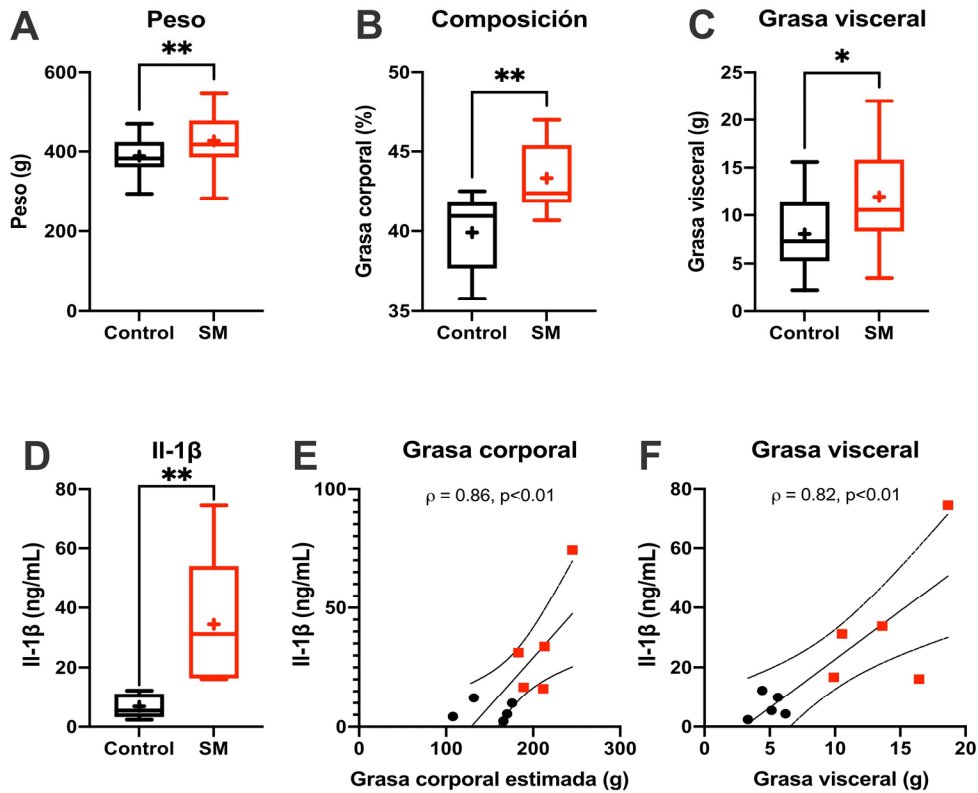 A
Peso
**
Peso (g)
600
400
200
0
Control
SM
B
Composición
**
Grasa corporal (%)
50
45
40
35
Control
SM
C
Grasa visceral
*
Grasa visceral (g)
25
20
15
10
5
0
Control
SM
D
Il-1β
**
Il-1β (ng/mL)
80
60
40
20
0
Control
SM
E
Grasa corporal
ρ = 0.86, p<0.01
Il-1β (ng/mL)
100
50
0
0
100
200
300
Grasa corporal estimada (g)
F
Grasa visceral
ρ = 0.82, p<0.01
Il-1β (ng/mL)
80
60
40
20
0
0
5
10
15
20
Grasa visceral (g)